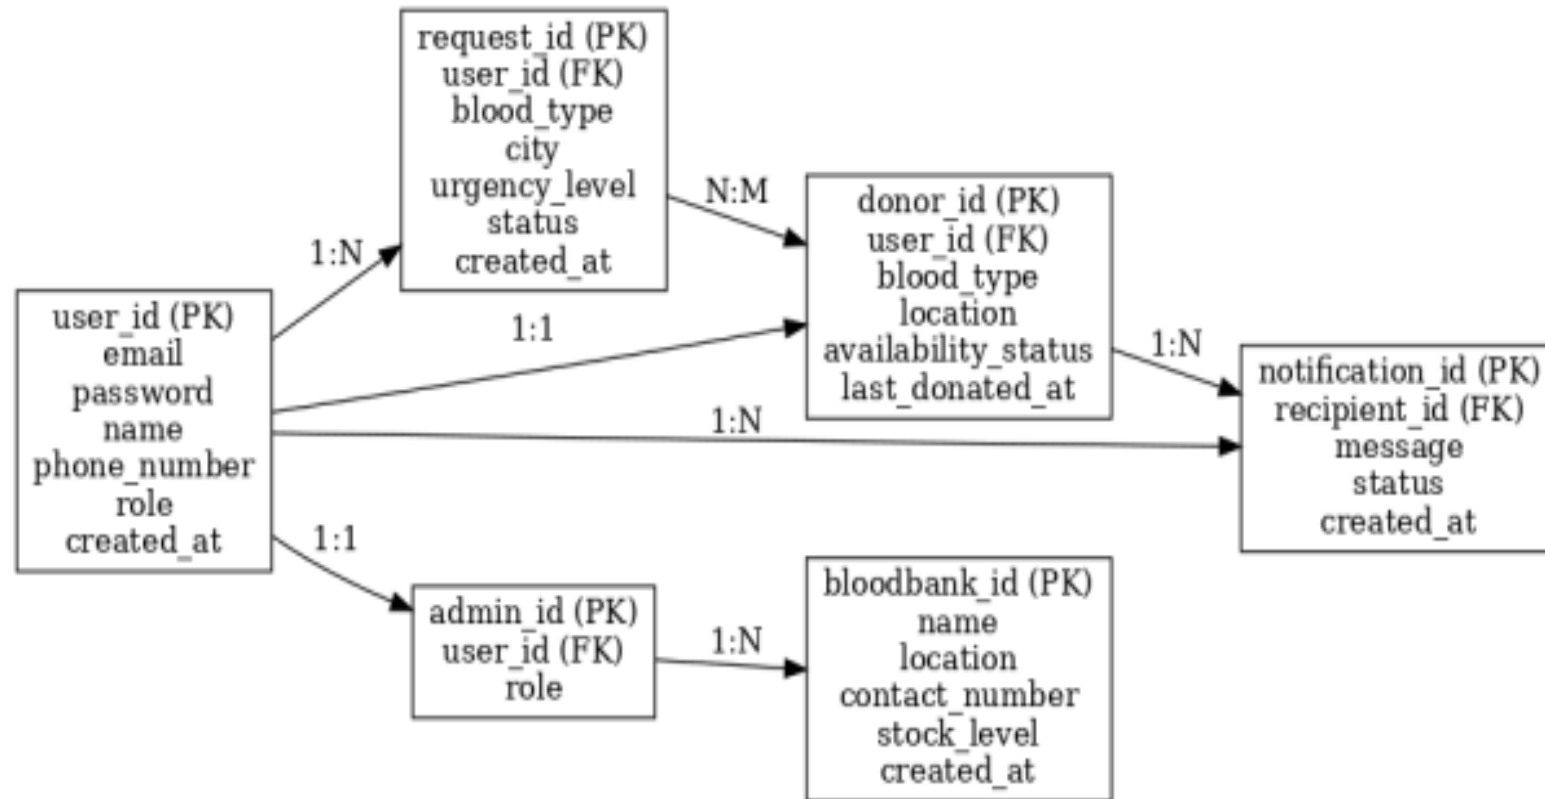 request_id (PK)
user_id (FK)
blood_type
city
urgency_level
status
created_at
N:M
donor_id (PK)
user_id (FK)
blood_type
location
availability_status
last_donated_at
1:N
1:1
1:N
user_id (PK)
email
password
name
phone_number
role
created_at
1:N
notification_id (PK)
recipient_id (FK)
message
status
created_at
1:1
admin_id (PK)
user_id (FK)
role
1:N
bloodbank_id (PK)
name
location
contact_number
stock_level
created_at